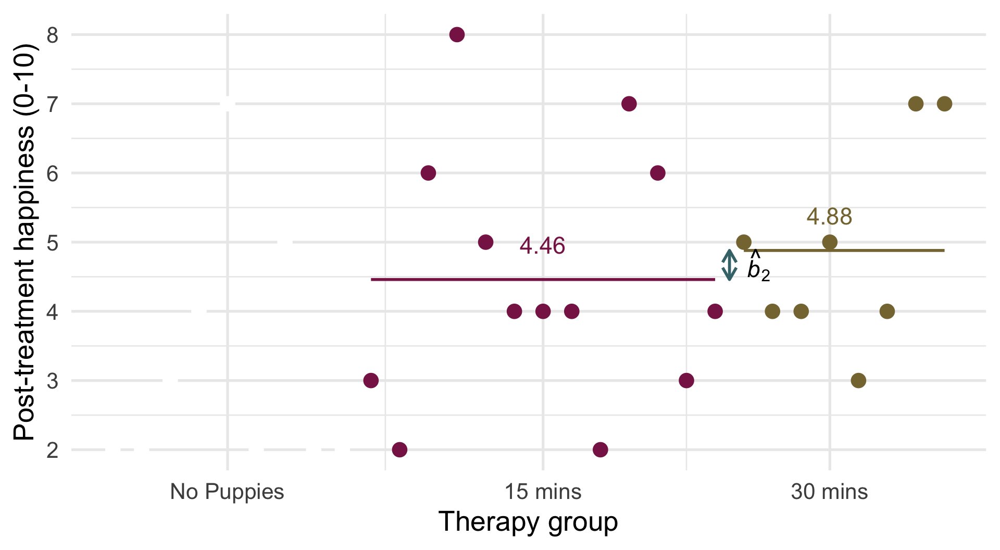 Post-treatment happiness (0-10)
8
7
6
5
4
3
2
4.46
4.88
b̂₂
No Puppies
15 mins
30 mins
Therapy group